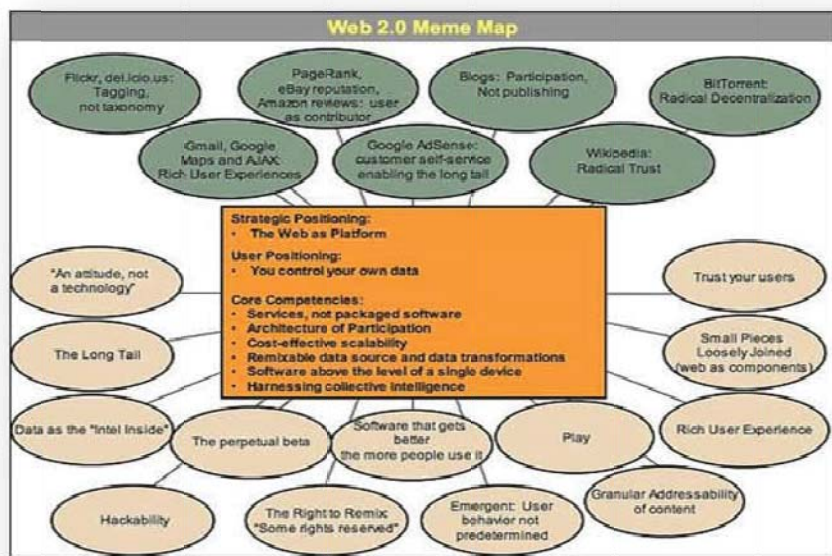 Web 2.0 Meme Map
Flickr, del.icio.us:
Tagging,
not taxonomy
PageRank,
eBay reputation,
Amazon reviews: user
as contributor
Blogs: Participation,
Not publishing
BitTorrent:
Radical Decentralization
Gmail, Google
Maps and AJAX:
Rich User Experiences
Google AdSense:
customer self-service
enabling the long tail
Wikipedia:
Radical Trust
Strategic Positioning:
• The Web as Platform
User Positioning:
• You control your own data
Core Competencies:
• Services, not packaged software
• Architecture of Participation
• Cost-effective scalability
• Remixable data source and data transformations
• Software above the level of a single device
• Harnessing collective intelligence
"An attitude, not
a technology"
Trust your users
The Long Tail
Small Pieces
Loosely Joined
(web as components)
Data as the "Intel Inside"
The perpetual beta
Software that gets
better
the more people use it
Play
Rich User Experience
Hackability
The Right to Remix:
"Some rights reserved"
Emergent: User
behavior not
predetermined
Granular Addressability
of content